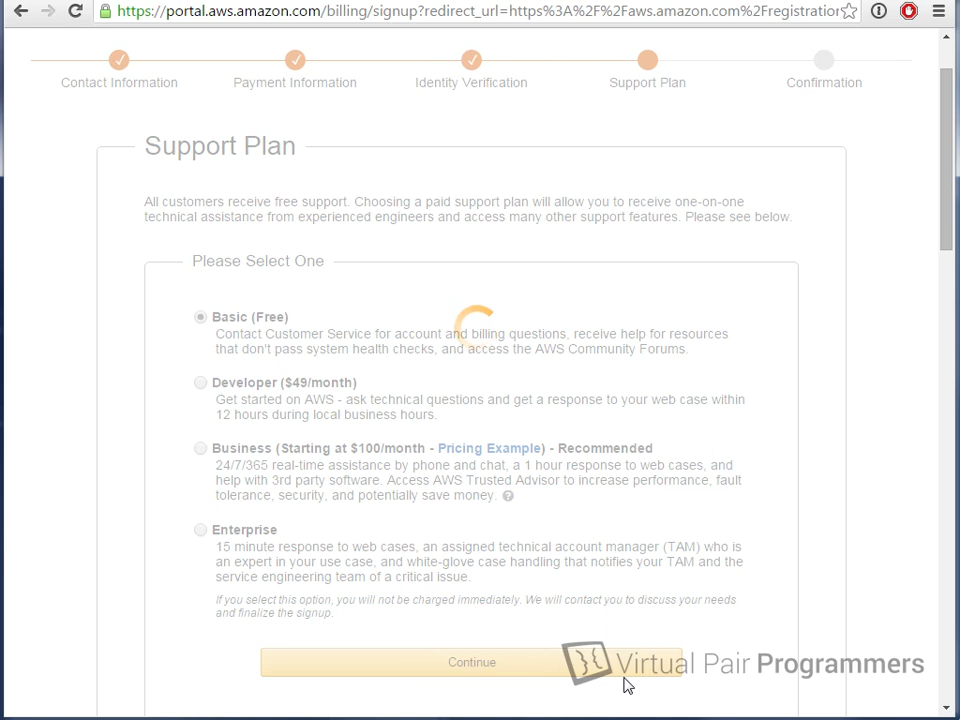 https://portal.aws.amazon.com/billing/signup?redirect_url=https%3A%2F%2Faws.amazon.com%2Fregistration
Contact Information
Payment Information
Identity Verification
Support Plan
Confirmation
Support Plan
All customers receive free support. Choosing a paid support plan will allow you to receive one-on-one
technical assistance from experienced engineers and access many other support features. Please see below.
Please Select One
Basic (Free)
Contact Customer Service for account and billing questions, receive help for resources
that don't pass system health checks, and access the AWS Community Forums.
Developer ($49/month)
Get started on AWS - ask technical questions and get a response to your web case within
12 hours during local business hours.
Business (Starting at $100/month - Pricing Example) - Recommended
24/7/365 real-time assistance by phone and chat, a 1 hour response to web cases, and
help with 3rd party software. Access AWS Trusted Advisor to increase performance, fault
tolerance, security, and potentially save money. ?
Enterprise
15 minute response to web cases, an assigned technical account manager (TAM) who is
an expert in your use case, and white-glove case handling that notifies your TAM and the
service engineering team of a critical issue.
If you select this option, you will not be charged immediately. We will contact you to discuss your needs
and finalize the signup.
Continue
Virtual Pair Programmers